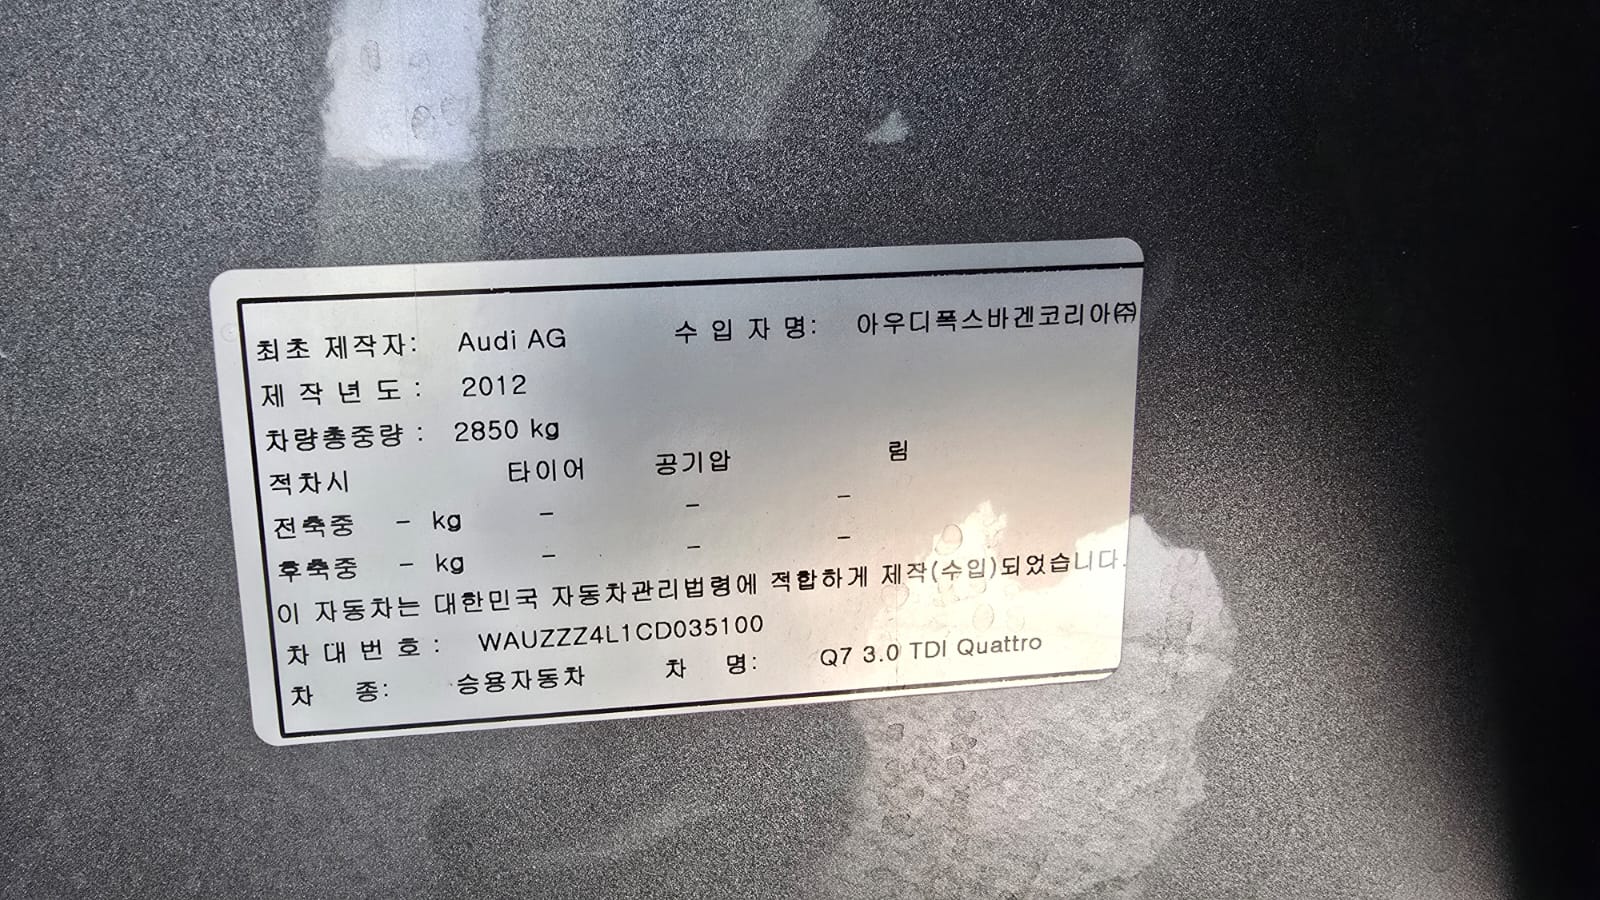 최초 제작자: Audi AG 수 입 자 명: 아우디폭스바겐코리아㈜
제 작 년 도 : 2012
차량총중량 : 2850 kg
적차시 타이어 공기압 림
전축중 - kg - - -
후축중 - kg - - -
이 자동차는 대한민국 자동차관리법령에 적합하게 제작(수입)되었습니다.
차 대 번 호 : WAUZZZ4L1CD035100
차 종: 승용자동차 차 명: Q7 3.0 TDI Quattro